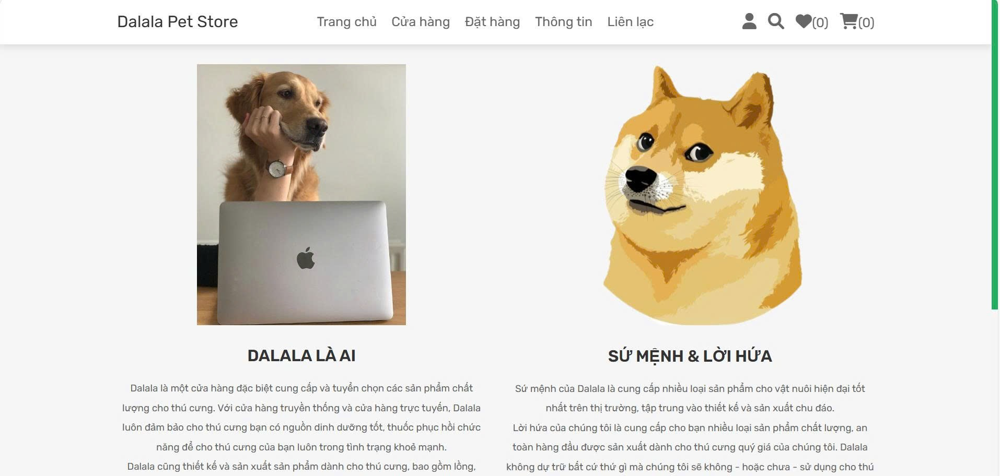 Dalala Pet Store
Trang chủ Cửa hàng Đặt hàng Thông tin Liên lạc
(0) (0)
DALALA LÀ AI
Dalala là một cửa hàng đặc biệt cung cấp và tuyển chọn các sản phẩm chất
lượng cho thú cưng. Với cửa hàng truyền thống và cửa hàng trực tuyến, Dalala
luôn đảm bảo cho thú cưng bạn có nguồn dinh dưỡng tốt, thuốc phục hồi chức
năng để cho thú cưng của bạn luôn trong tình trạng khoẻ mạnh.
Dalala cũng thiết kế và sản xuất sản phẩm dành cho thú cưng, bao gồm lồng,
SỨ MỆNH & LỜI HỨA
Sứ mệnh của Dalala là cung cấp nhiều loại sản phẩm cho vật nuôi hiện đại tốt
nhất trên thị trường, tập trung vào thiết kế và sản xuất chu đáo.
Lời hứa của chúng tôi là cung cấp cho bạn nhiều loại sản phẩm chất lượng, an
toàn hàng đầu được sản xuất dành cho thú cưng quý giá của chúng tôi. Dalala
không dự trữ bất cứ thứ gì mà chúng tôi sẽ không - hoặc chưa - sử dụng cho thú